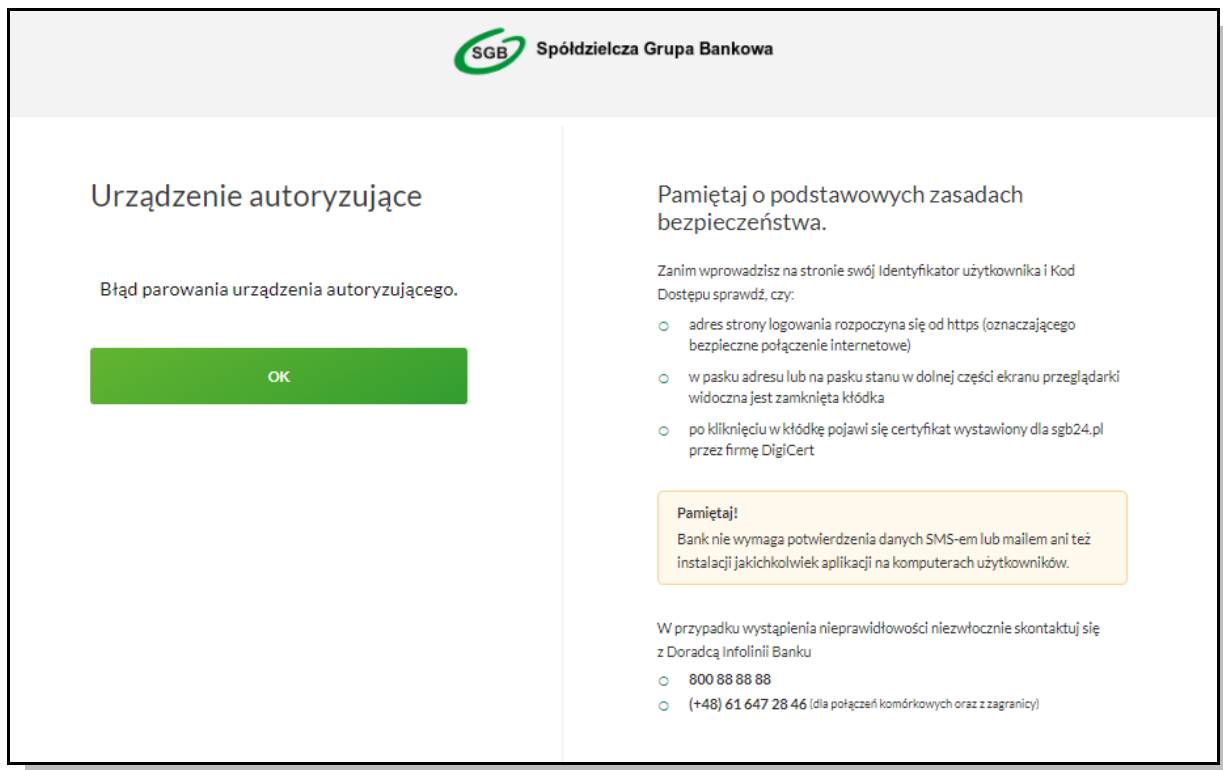 SGB Spółdzielcza Grupa Bankowa
Urządzenie autoryzujące
Błąd parowania urządzenia autoryzującego.
OK
Pamiętaj o podstawowych zasadach
bezpieczeństwa.
Zanim wprowadzisz na stronie swój Identyfikator użytkownika i Kod
Dostępu sprawdź, czy:
adres strony logowania rozpoczyna się od https (oznaczającego
bezpieczne połączenie internetowe)
w pasku adresu lub na pasku stanu w dolnej części ekranu przeglądarki
widoczna jest zamknięta kłódka
po kliknięciu w kłódkę pojawi się certyfikat wystawiony dla sgb24.pl
przez firmę DigiCert
Pamiętaj!
Bank nie wymaga potwierdzenia danych SMS-em lub mailem ani też
instalacji jakichkolwiek aplikacji na komputerach użytkowników.
W przypadku wystąpienia nieprawidłowości niezwłocznie skontaktuj się
z Doradcą Infolinii Banku
800 88 88 88
(+48) 61 647 28 46 (dla połączeń komórkowych oraz z zagranicy)